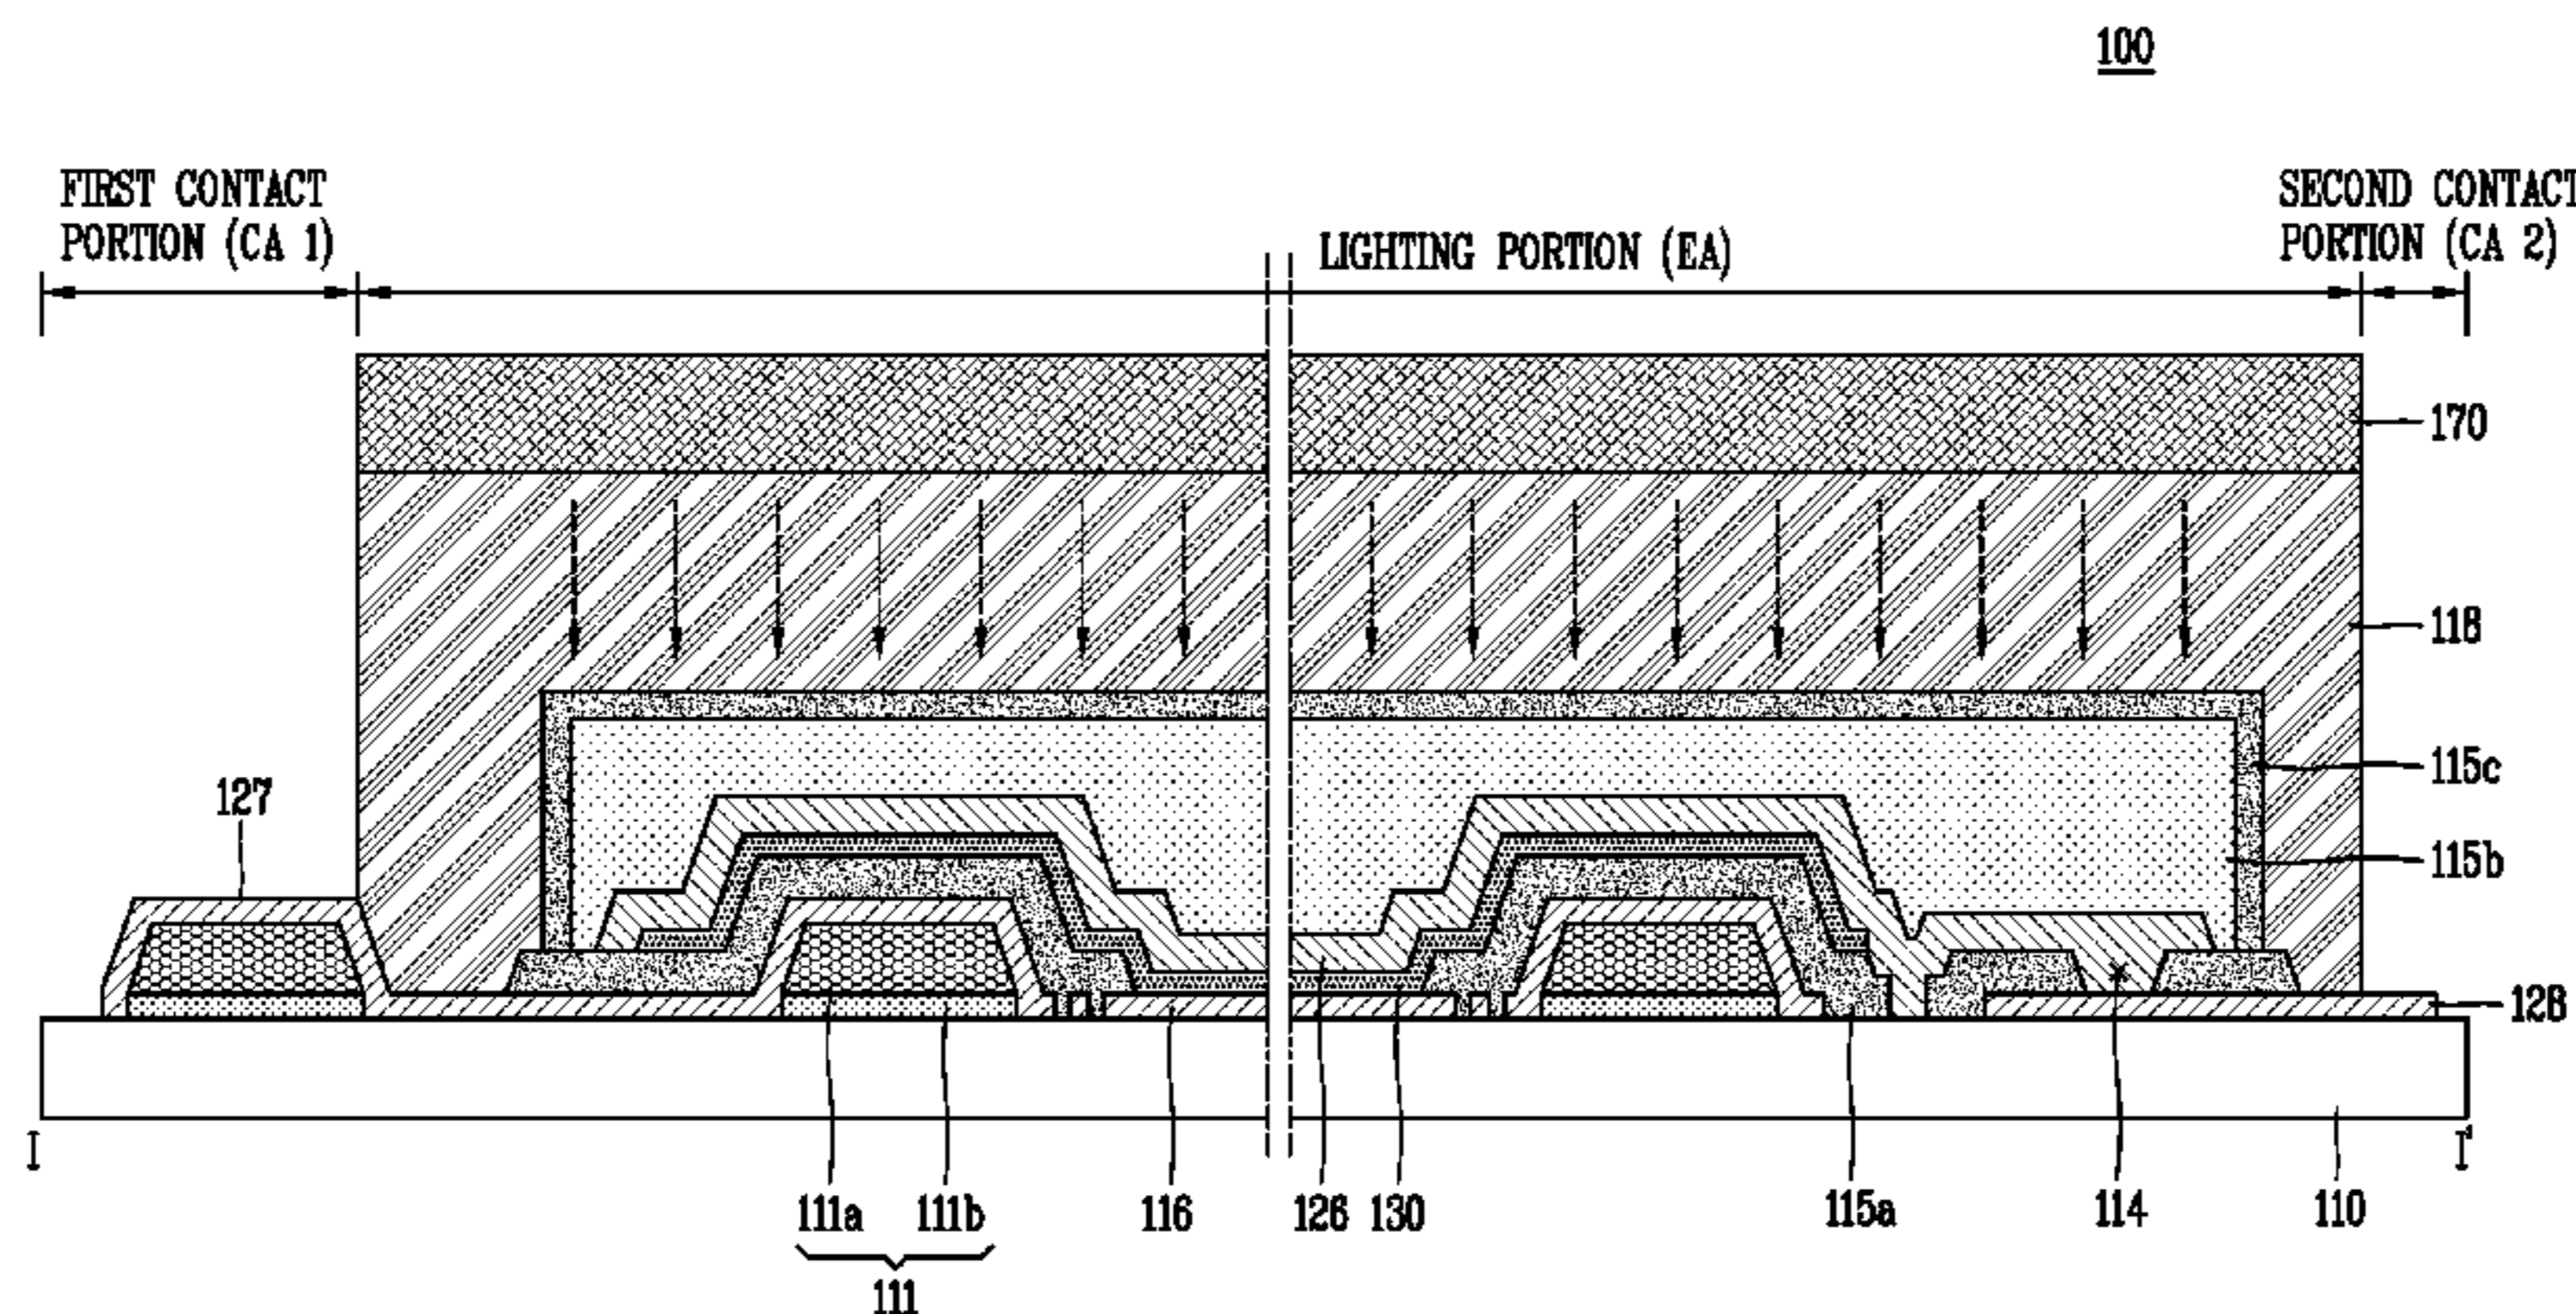 100
FIRST CONTACT
PORTION (CA 1)
LIGHTING PORTION (EA)
SECOND CONTACT
PORTION (CA 2)
170
118
115c
115b
127
128
I
I'
111a
111b
116
126
130
115a
114
110
111